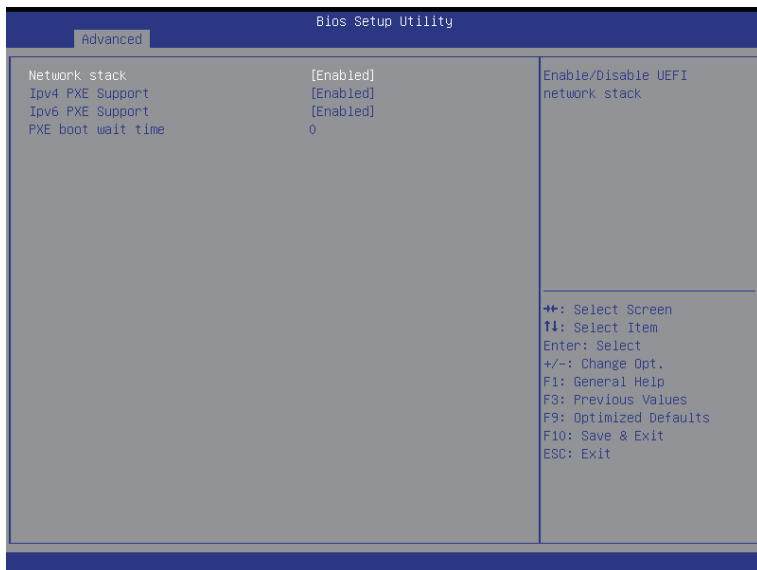 Bios Setup Utility
Advanced
Network stack [Enabled]
Ipv4 PXE Support [Enabled]
Ipv6 PXE Support [Enabled]
PXE boot wait time 0
Enable/Disable UEFI
network stack
→←: Select Screen
↑↓: Select Item
Enter: Select
+/-: Change Opt.
F1: General Help
F3: Previous Values
F9: Optimized Defaults
F10: Save & Exit
ESC: Exit